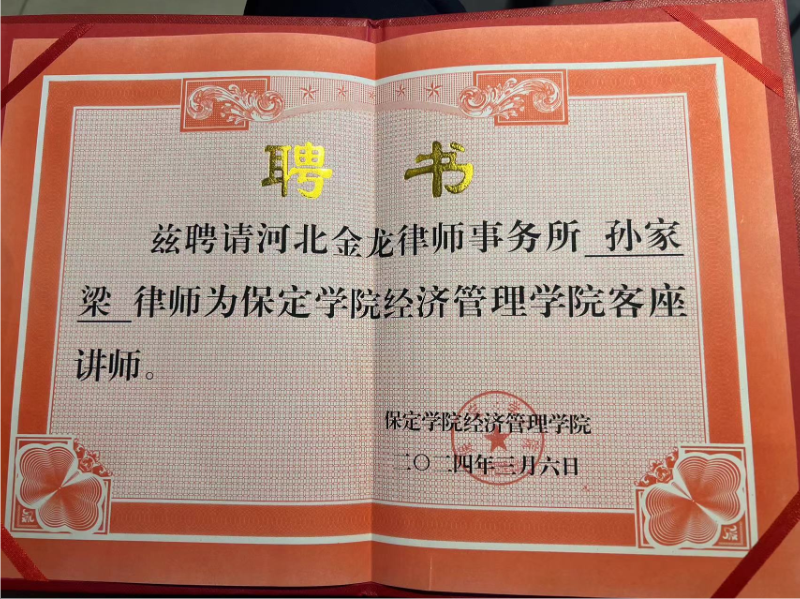 聘书
兹聘请河北金龙律师事务所 孙家
梁 律师为保定学院经济管理学院客座
讲师。
保定学院经济管理学院
二〇二四年三月六日